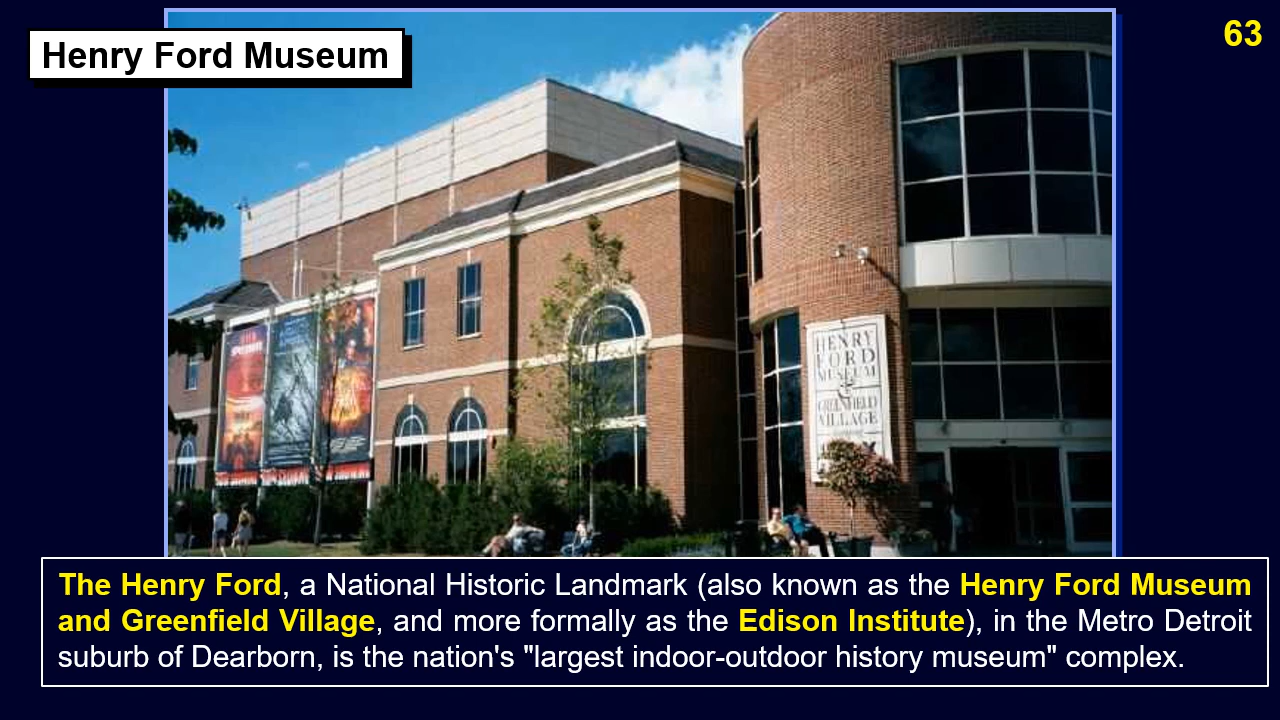 Henry Ford Museum
63
HENRY
FORD
MUSEUM
&
GREENFIELD
VILLAGE
The Henry Ford, a National Historic Landmark (also known as the Henry Ford Museum
and Greenfield Village, and more formally as the Edison Institute), in the Metro Detroit
suburb of Dearborn, is the nation's "largest indoor-outdoor history museum" complex.